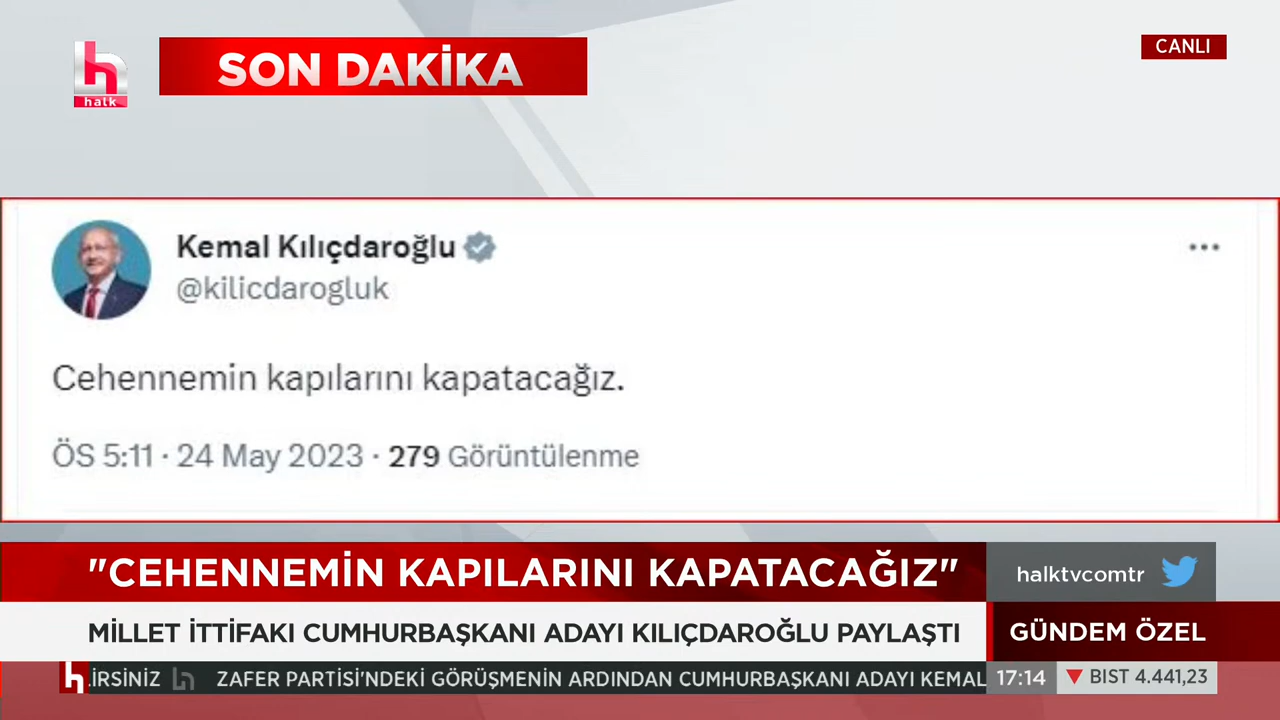 h
halk
SON DAKİKA
CANLI
Kemal Kılıçdaroğlu
@kilicdarogluk
Cehennemin kapılarını kapatacağız.
ÖS 5:11 · 24 May 2023 · 279 Görüntülenme
"CEHENNEMİN KAPILARINI KAPATACAĞIZ"
halktvcomtr
MİLLET İTTİFAKI CUMHURBAŞKANI ADAYI KILIÇDAROĞLU PAYLAŞTI
GÜNDEM ÖZEL
h .İRSİNİZ h ZAFER PARTİSİ'NDEKİ GÖRÜŞMENİN ARDINDAN CUMHURBAŞKANI ADAYI KEMAL
17:14
BIST 4.441,23